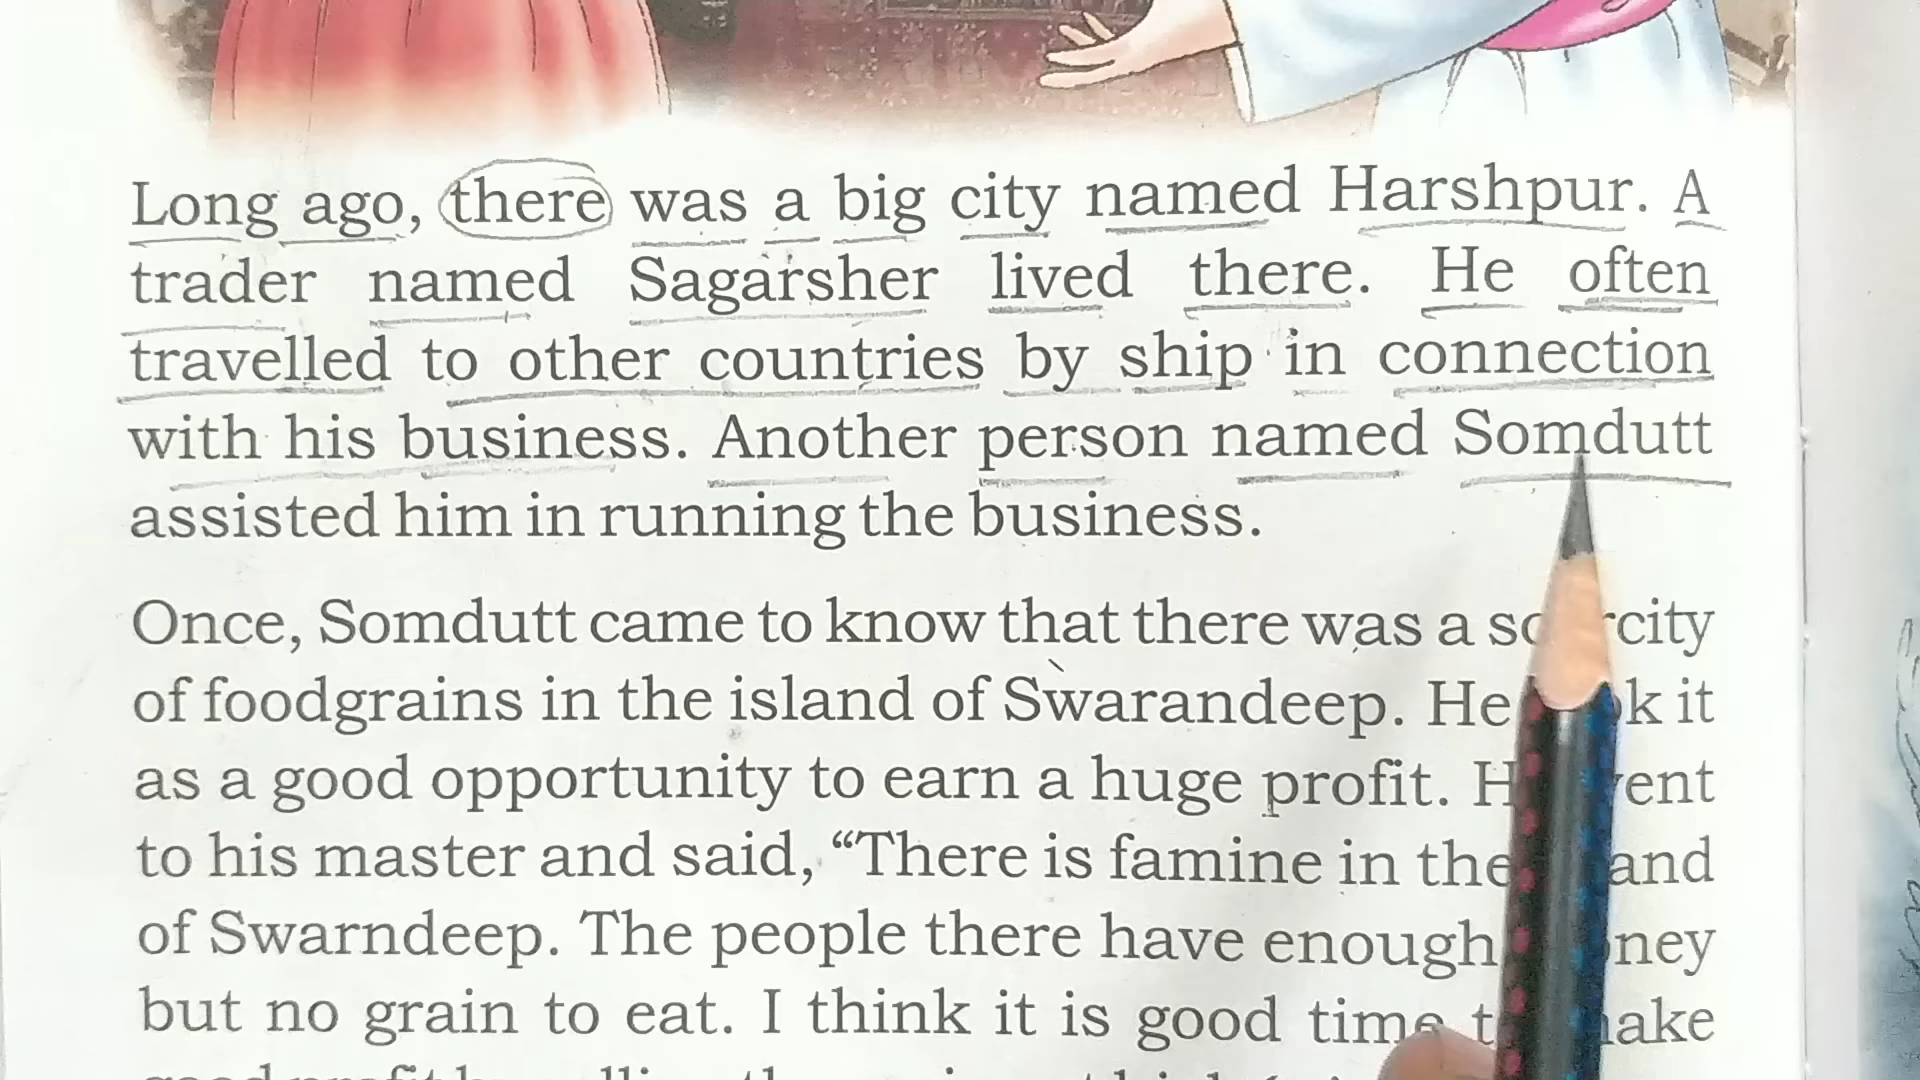 Long ago, there was a big city named Harshpur. A
trader named Sagarsher lived there. He often
travelled to other countries by ship in connection
with his business. Another person named Somdutt
assisted him in running the business.
Once, Somdutt came to know that there was a
of foodgrains in the island of Swarandeep. He it
as a good opportunity to earn a huge profit.
to his master and said, “There is famine in the
of Swarndeep. The people there have enough
but no grain to eat. I think it is good time